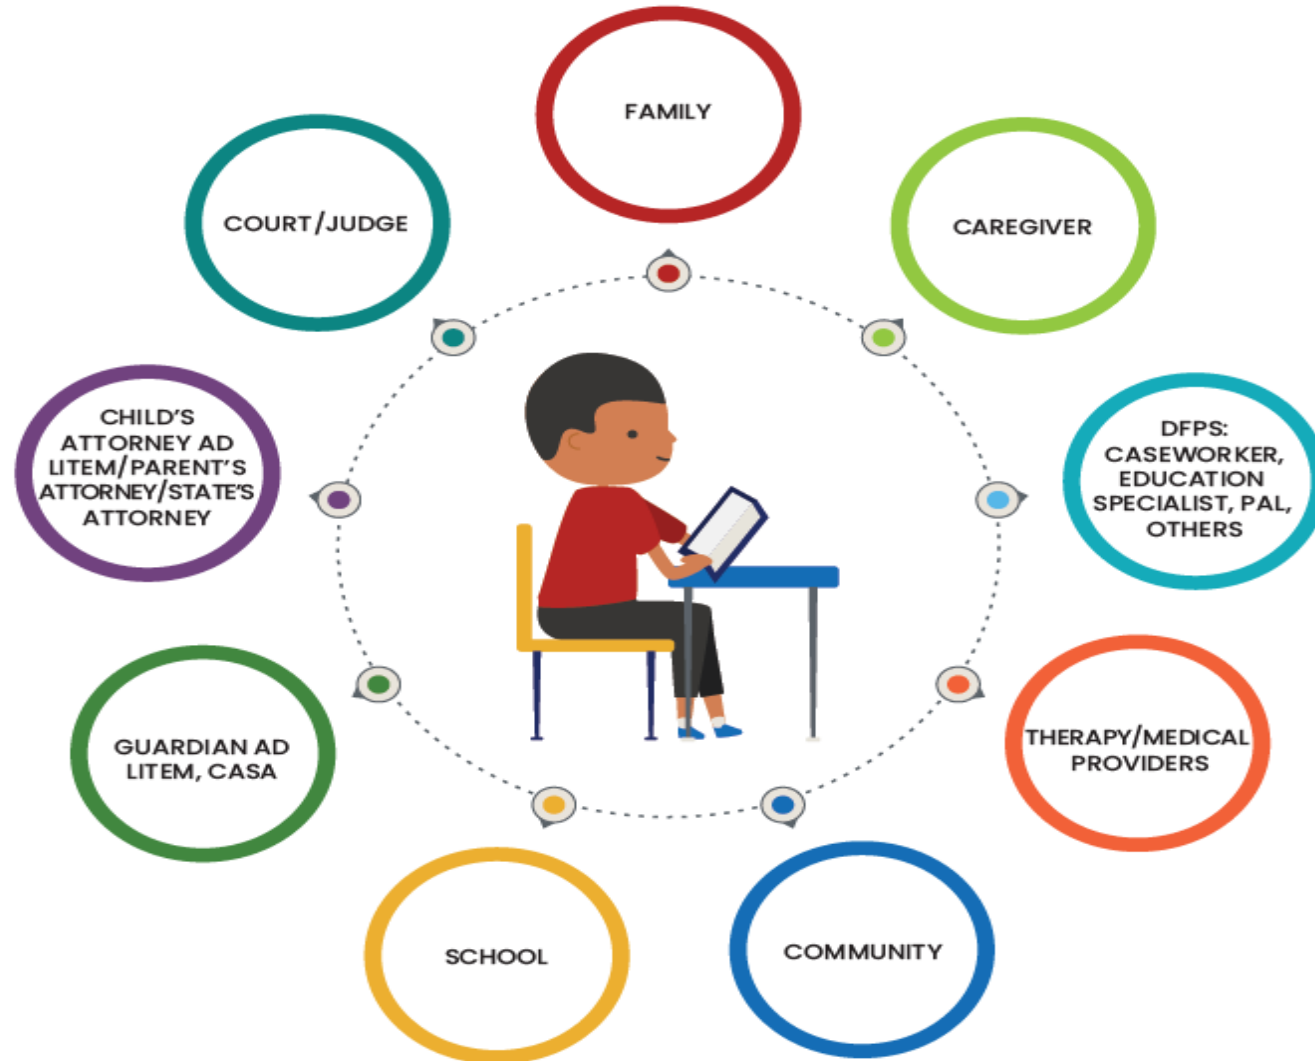 FAMILY
COURT/JUDGE
CAREGIVER
CHILD’S
ATTORNEY AD
LITEM/PARENT’S
ATTORNEY/STATE’S
ATTORNEY
DFPS:
CASEWORKER,
EDUCATION
SPECIALIST, PAL,
OTHERS
GUARDIAN AD
LITEM, CASA
THERAPY/MEDICAL
PROVIDERS
SCHOOL
COMMUNITY